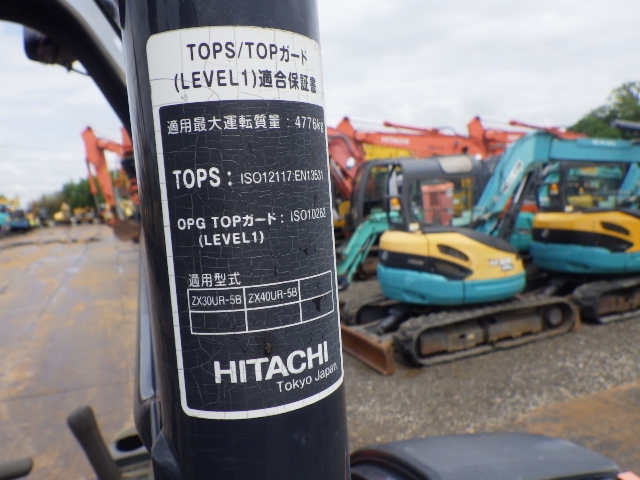 TOPS/TOPガード
(LEVEL1)適合保証書
適用最大運転質量：4776kg
TOPS：ISO12117:EN13531
OPG TOPガード：ISO10262
(LEVEL1)
適用型式
ZX30UR-5B ZX40UR-5B
HITACHI
Tokyo Japan